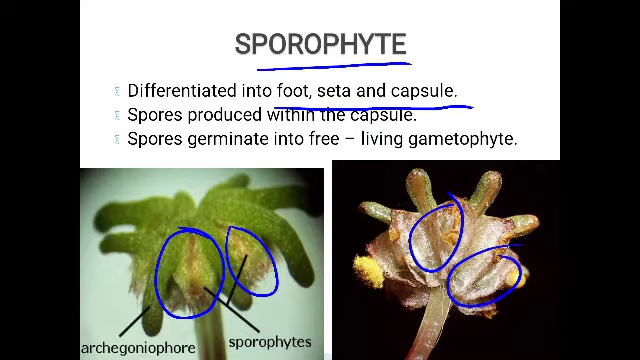 SPOROPHYTE
Differentiated into foot, seta and capsule.
Spores produced within the capsule.
Spores germinate into free – living gametophyte.
archegoniophore
sporophytes